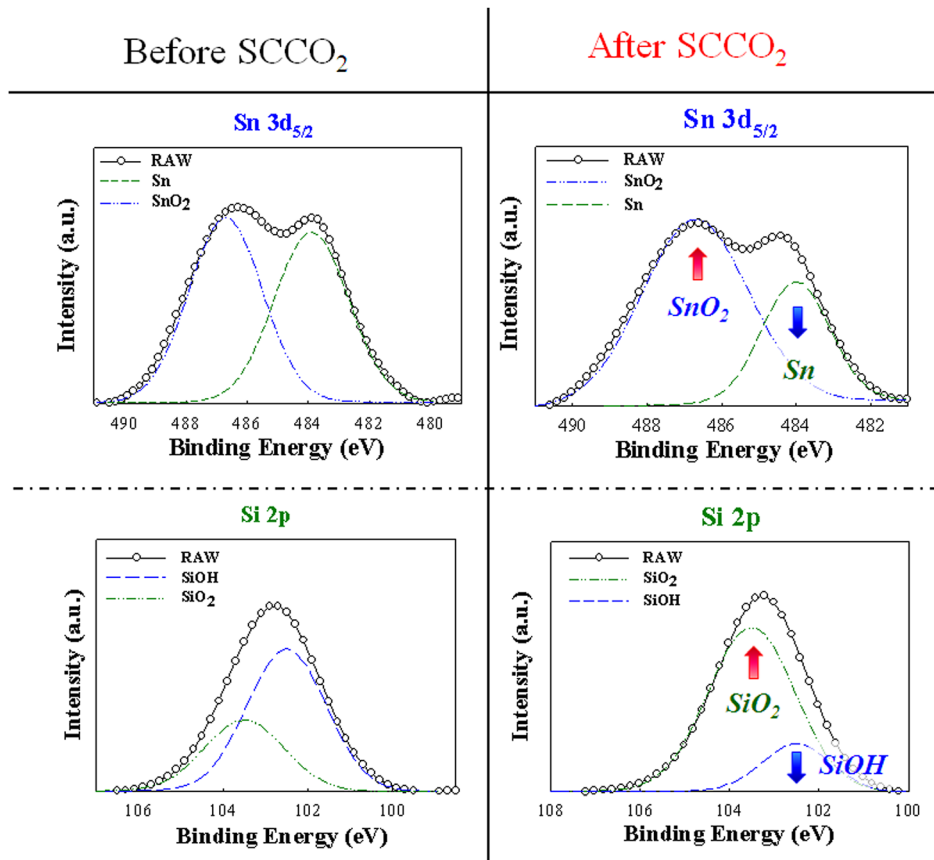 Before SCCO₂
After SCCO₂
Sn 3d₅/₂
RAW
Sn
SnO₂
Intensity (a.u.)
490 488 486 484 482 480
Binding Energy (eV)
Sn 3d₅/₂
RAW
SnO₂
Sn
SnO₂
Sn
Intensity (a.u.)
490 488 486 484 482
Binding Energy (eV)
Si 2p
RAW
SiOH
SiO₂
Intensity (a.u.)
106 104 102 100
Binding Energy (eV)
Si 2p
RAW
SiO₂
SiOH
SiO₂
SiOH
Intensity (a.u.)
108 106 104 102 100
Binding Energy (eV)